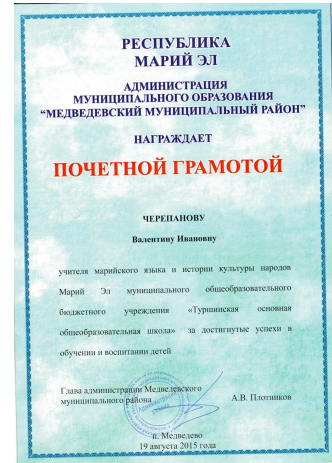 РЕСПУБЛИКА
МАРИЙ ЭЛ
АДМИНИСТРАЦИЯ
МУНИЦИПАЛЬНОГО ОБРАЗОВАНИЯ
“МЕДВЕДЕВСКИЙ МУНИЦИПАЛЬНЫЙ РАЙОН”
НАГРАЖДАЕТ
ПОЧЕТНОЙ ГРАМОТОЙ
ЧЕРЕПАНОВУ
Валентину Ивановну
учителя марийского языка и истории культуры народов
Марий Эл муниципального общеобразовательного
бюджетного учреждения «Туршинская основная
общеобразовательная школа» за достигнутые успехи в
обучении и воспитании детей
Глава администрации Медведевского
муниципального района А.В. Плотников
п. Медведево
19 августа 2015 года